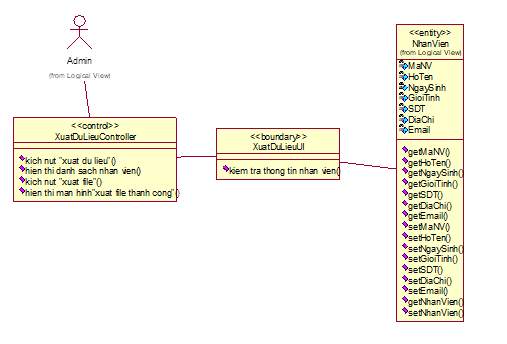 Admin
(from Logical View)
<<control>>
XuatDuLieuController
kich nut "xuat du lieu"()
hien thi danh sach nhan vien()
kich nut "xuat file"()
hien thi man hinh"xuat file thanh cong"()
<<boundary>>
XuatDuLieuUI
kiem tra thong tin nhan vien()
<<entity>>
NhanVien
(from Logical View)
MaNV
HoTen
NgaySinh
GioiTinh
SDT
DiaChi
Email
getMaNV()
getHoTen()
getNgaySinh()
getGioiTinh()
getSDT()
getDiaChi()
getEmail()
setMaNV()
setHoTen()
setNgaySinh()
setGioiTinh()
setSDT()
setDiaChi()
setEmail()
getNhanVien()
setNhanVien()